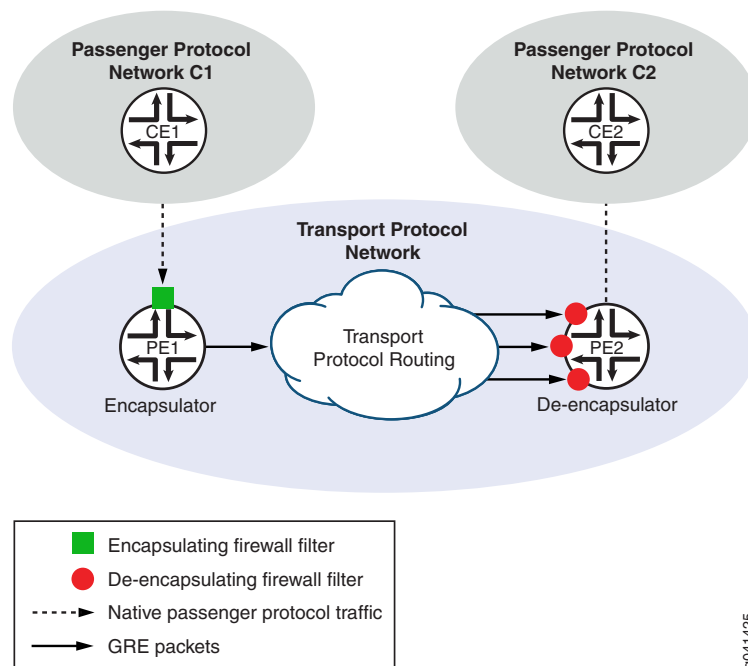 Passenger Protocol
Network C1
CE1
Passenger Protocol
Network C2
CE2
Transport Protocol
Network
PE1
Encapsulator
Transport
Protocol Routing
PE2
De-encapsulator
Encapsulating firewall filter
De-encapsulating firewall filter
Native passenger protocol traffic
GRE packets